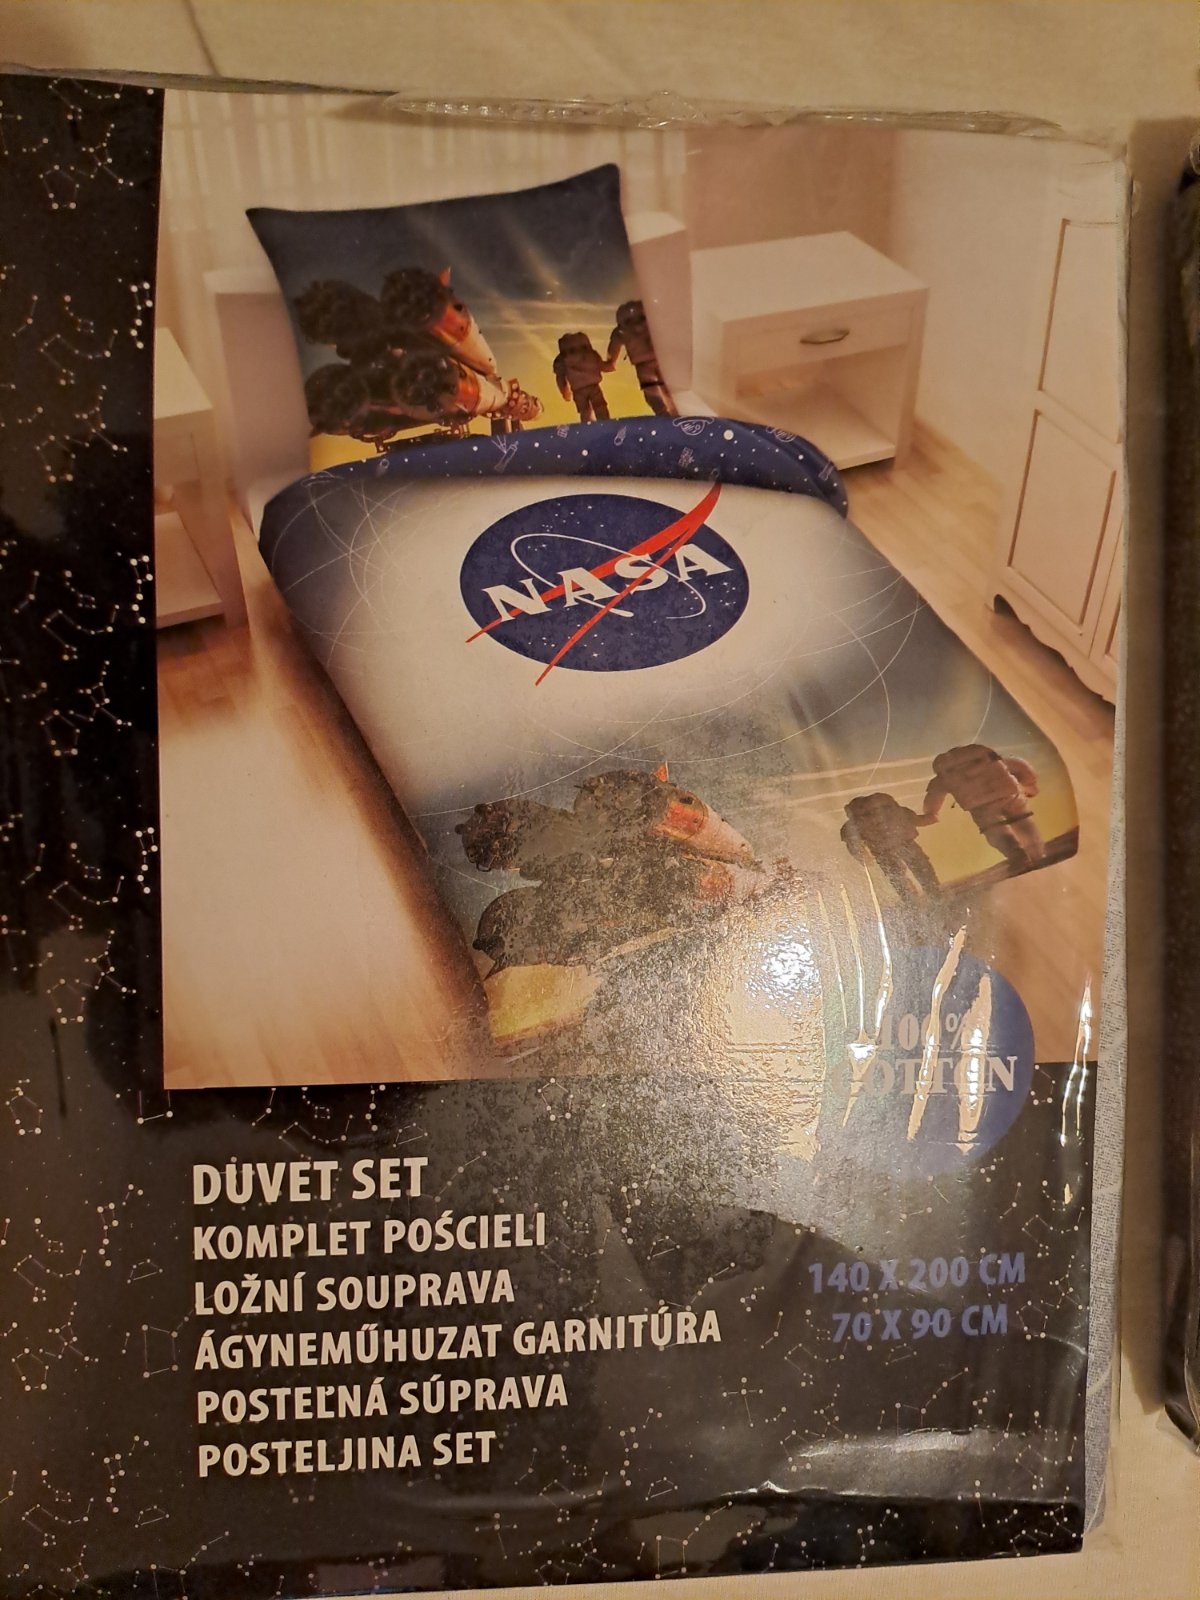 NASA
100%
COTTON
DUVET SET
KOMPLET POŚCIELI
LOŽNÍ SOUPRAVA
ÁGYNEMŰHUZAT GARNITÚRA
POSTEĽNÁ SÚPRAVA
POSTELJINA SET
140 X 200 CM
70 X 90 CM